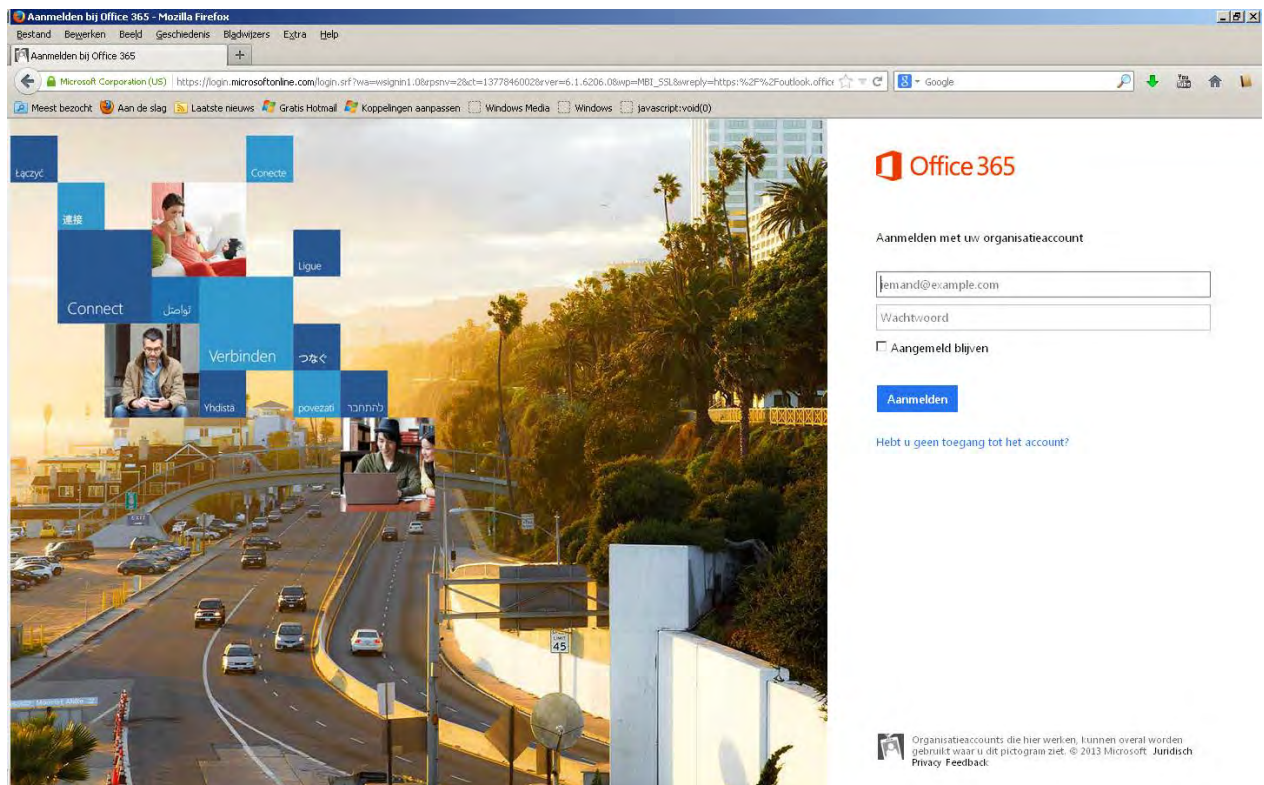 Aanmelden bij Office 365 - Mozilla Firefox
Bestand Bewerken Beeld Geschiedenis Bladwijzers Extra Help
Aanmelden bij Office 365 +
Microsoft Corporation (US) https://login.microsoftonline.com/login.srf?wa=wsignin1.0&rpsnv=2&ct=1377846002&rver=6.1.6206.0&wp=MBI_SSL&wreply=https:%2F%2Foutlook.office
8 Google
You Tube
Meest bezocht Aan de slag Laatste nieuws Gratis Hotmail Koppelingen aanpassen Windows Media Windows javascript:void(0)
Łączyć
Conecte
連接
Ligue
Connect
تواصل
Verbinden
つなぐ
Yhdista
povezati
להתחבר
LIMIT
45
Office 365
Aanmelden met uw organisatieaccount
iemand@example.com
Wachtwoord
Aangemeld blijven
Aanmelden
Hebt u geen toegang tot het account?
Organisatieaccounts die hier werken, kunnen overal worden
gebruikt waar u dit pictogram ziet. © 2013 Microsoft Juridisch
Privacy Feedback